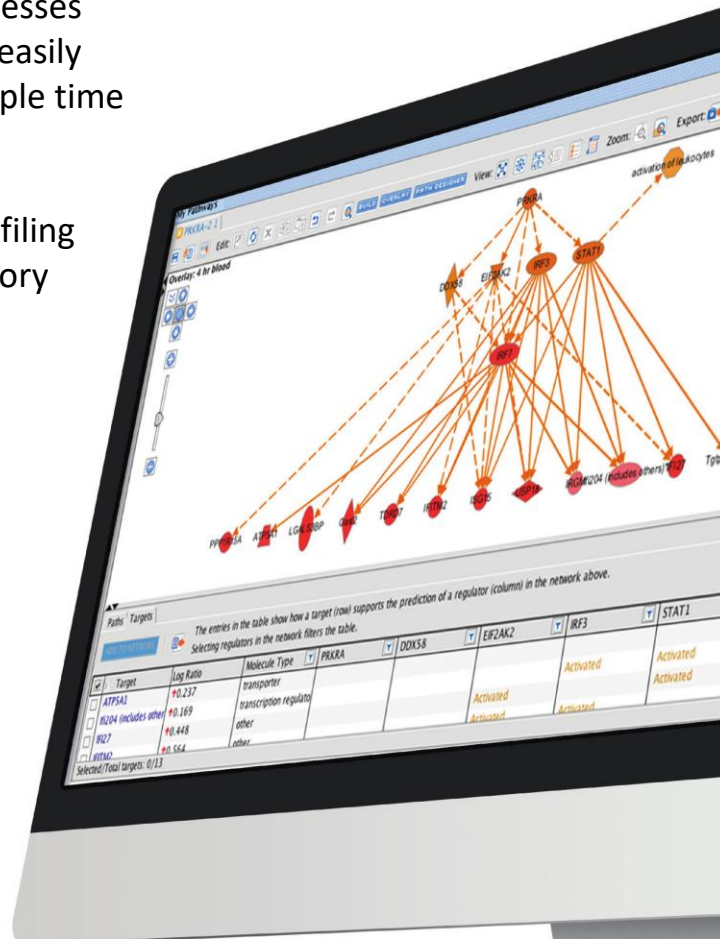 esses
easily
ple time
filing
ory
My Pathways
PRKRA-2 1
Edit:
BUILD OVERLAY PATH DESIGNER
View:
Zoom:
Export:
Overlay: 4 hr blood
activation of leukocytes
PRKRA
DDX58
EIF2AK2
IRF3
STAT1
IRF7
PPP1R15A
ATP5A1
LGALS3BP
Oas2
TDRD7
IFITM2
ISG15
USP18
IRGM
Ifi204 (includes others)
IFI27
Paths Targets
ADD TO NETWORK
The entries in the table show how a target (row) supports the prediction of a regulator (column) in the network above.
Selecting regulators in the network filters the table.
Target Log Ratio Molecule Type PRKRA DDX58 EIF2AK2 IRF3 STAT1
ATP5A1 0.237 transporter Activated
Ifi204 (includes other 0.169 transcription regulato Activated Activated Activated
IFI27 0.448 other Activated Activated
IFITM2 0.564 other
Selected/Total targets: 0/13